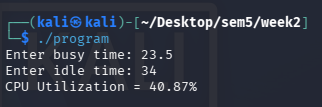 ┌──(kali㉿kali)-[~/Desktop/sem5/week2]
└─$ ./program
Enter busy time: 23.5
Enter idle time: 34
CPU Utilization = 40.87%